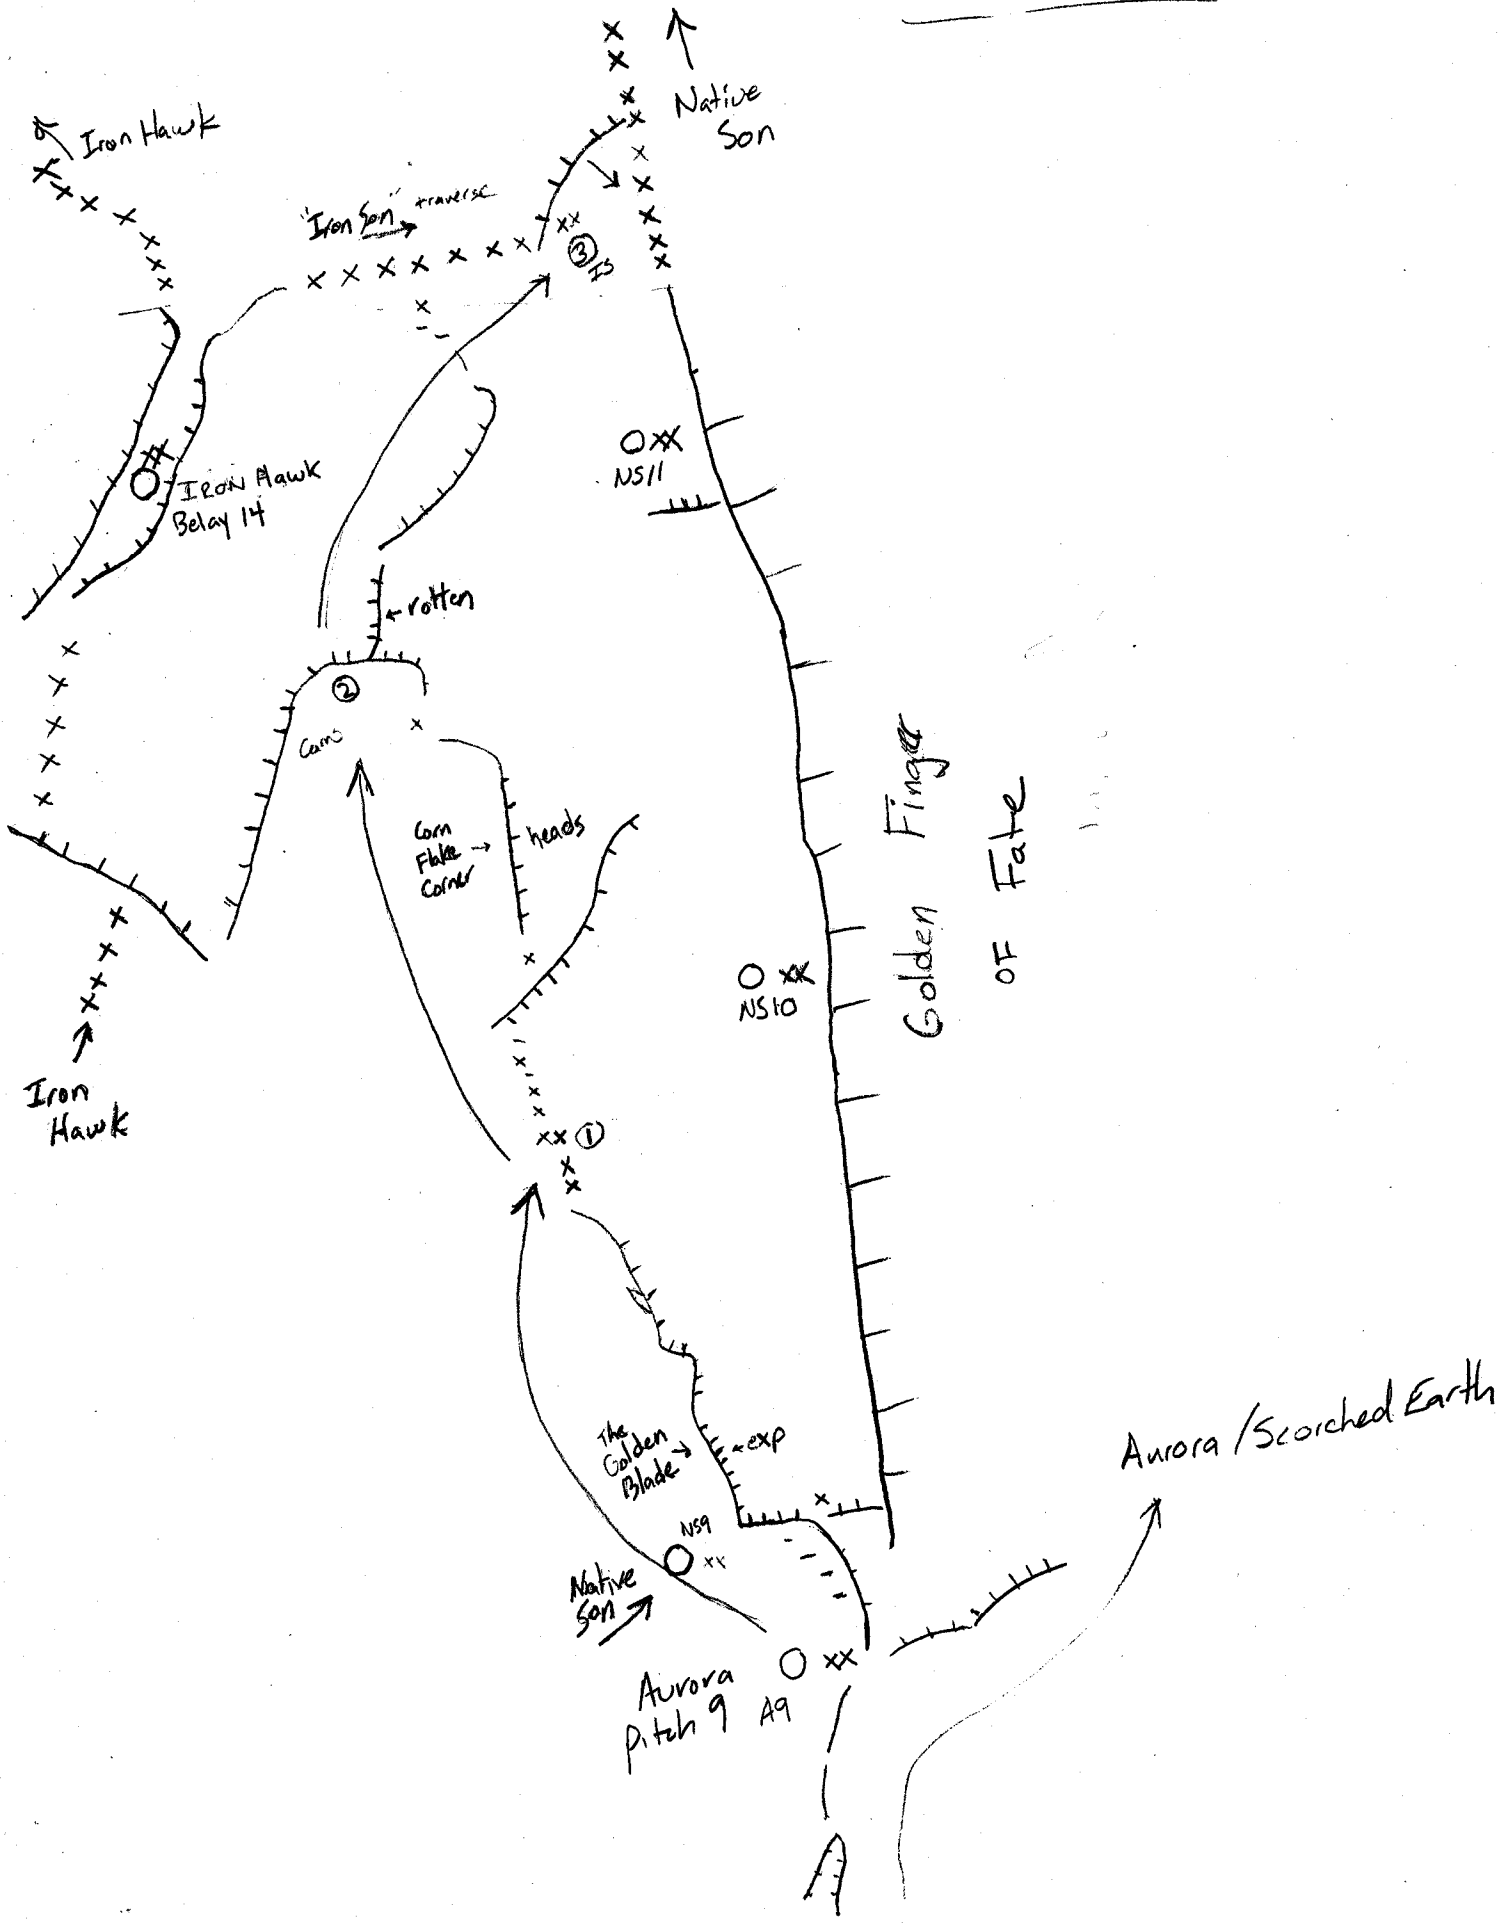 Native
Son
Iron Hawk
"Iron Son" traverse
3
IS
NS11
IRON Hawk
Belay 14
rotten
2
Cams
Corn
Flake
Corner
heads
Golden Finger
OF Fate
NS10
Iron
Hawk
1
The
Golden
Blade
exp
Aurora /Scorched Earth
NS9
Native
Son
Aurora
Pitch 9
A9